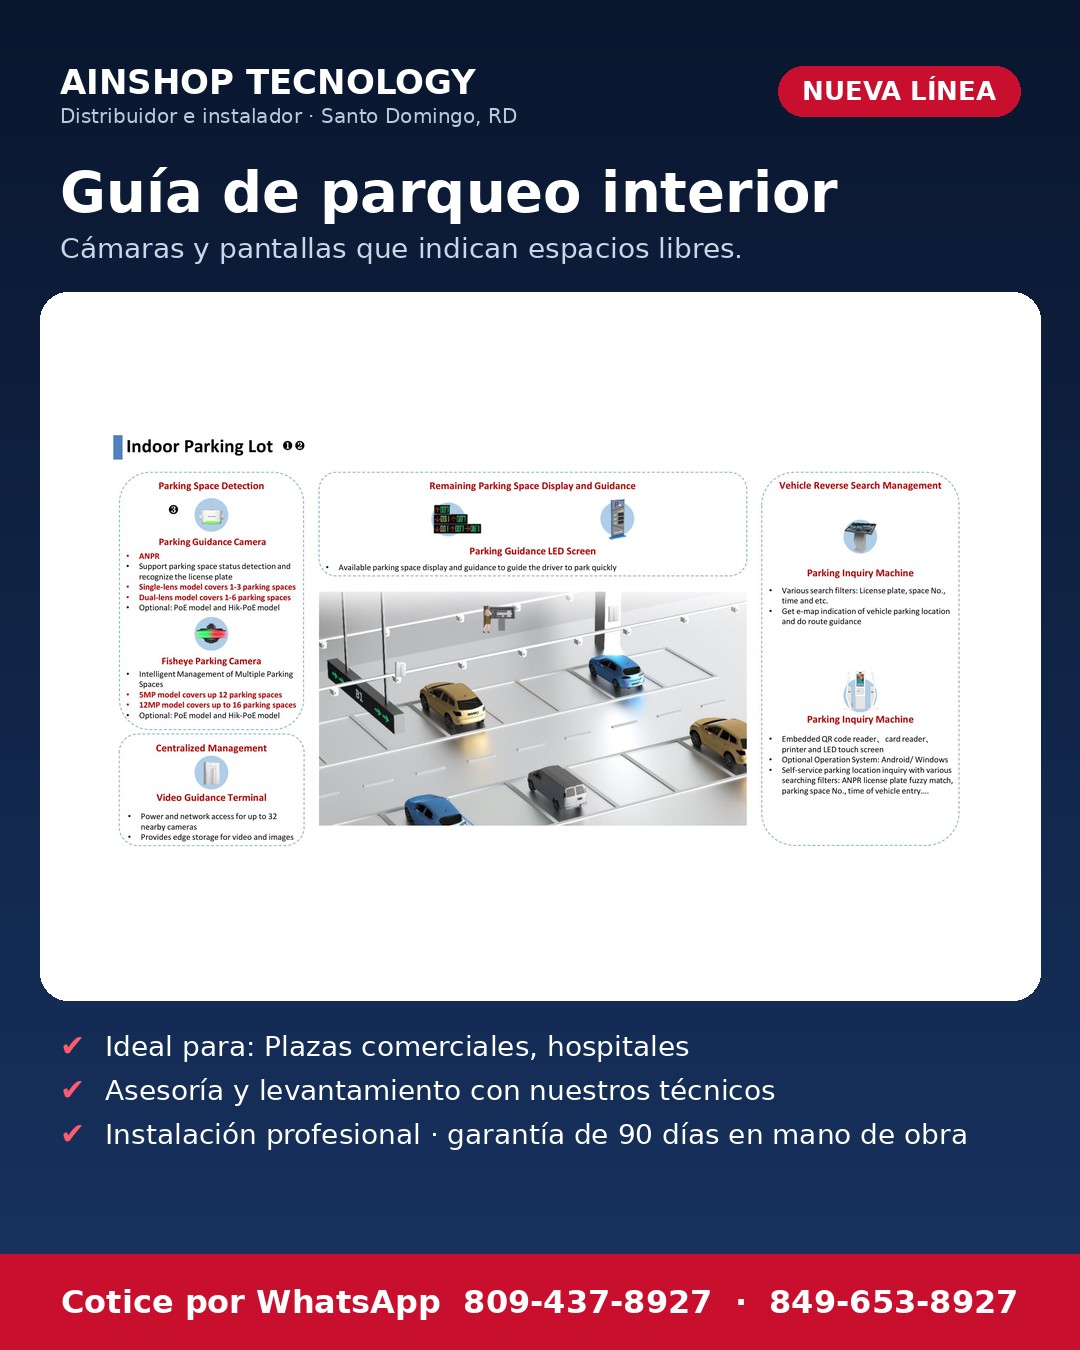 AINSHOP TECNOLOGY
Distribuidor e instalador · Santo Domingo, RD
NUEVA LÍNEA
Guía de parqueo interior
Cámaras y pantallas que indican espacios libres.
Indoor Parking Lot ❶❷
Parking Space Detection
❸
Parking Guidance Camera
• ANPR
• Support parking space status detection and
recognize the license plate
• Single-lens model covers 1-3 parking spaces
• Dual-lens model covers 1-6 parking spaces
• Optional: PoE model and Hik-PoE model
Fisheye Parking Camera
• Intelligent Management of Multiple Parking
Spaces
• 5MP model covers up 12 parking spaces
• 12MP model covers up to 16 parking spaces
• Optional: PoE model and Hik-PoE model
Centralized Management
Video Guidance Terminal
• Power and network access for up to 32
nearby cameras
• Provides edge storage for video and images
Remaining Parking Space Display and Guidance
Parking Guidance LED Screen
• Available parking space display and guidance to guide the driver to park quickly
B1
Vehicle Reverse Search Management
Parking Inquiry Machine
• Various search filters: License plate, space No.,
time and etc.
• Get e-map indication of vehicle parking location
and do route guidance
Parking Inquiry Machine
• Embedded QR code reader、 card reader、
printer and LED touch screen
• Optional Operation System: Android/ Windows
• Self-service parking location inquiry with various
searching filters: ANPR license plate fuzzy match,
parking space No., time of vehicle entry....
✔ Ideal para: Plazas comerciales, hospitales
✔ Asesoría y levantamiento con nuestros técnicos
✔ Instalación profesional · garantía de 90 días en mano de obra
Cotice por WhatsApp 809-437-8927 · 849-653-8927